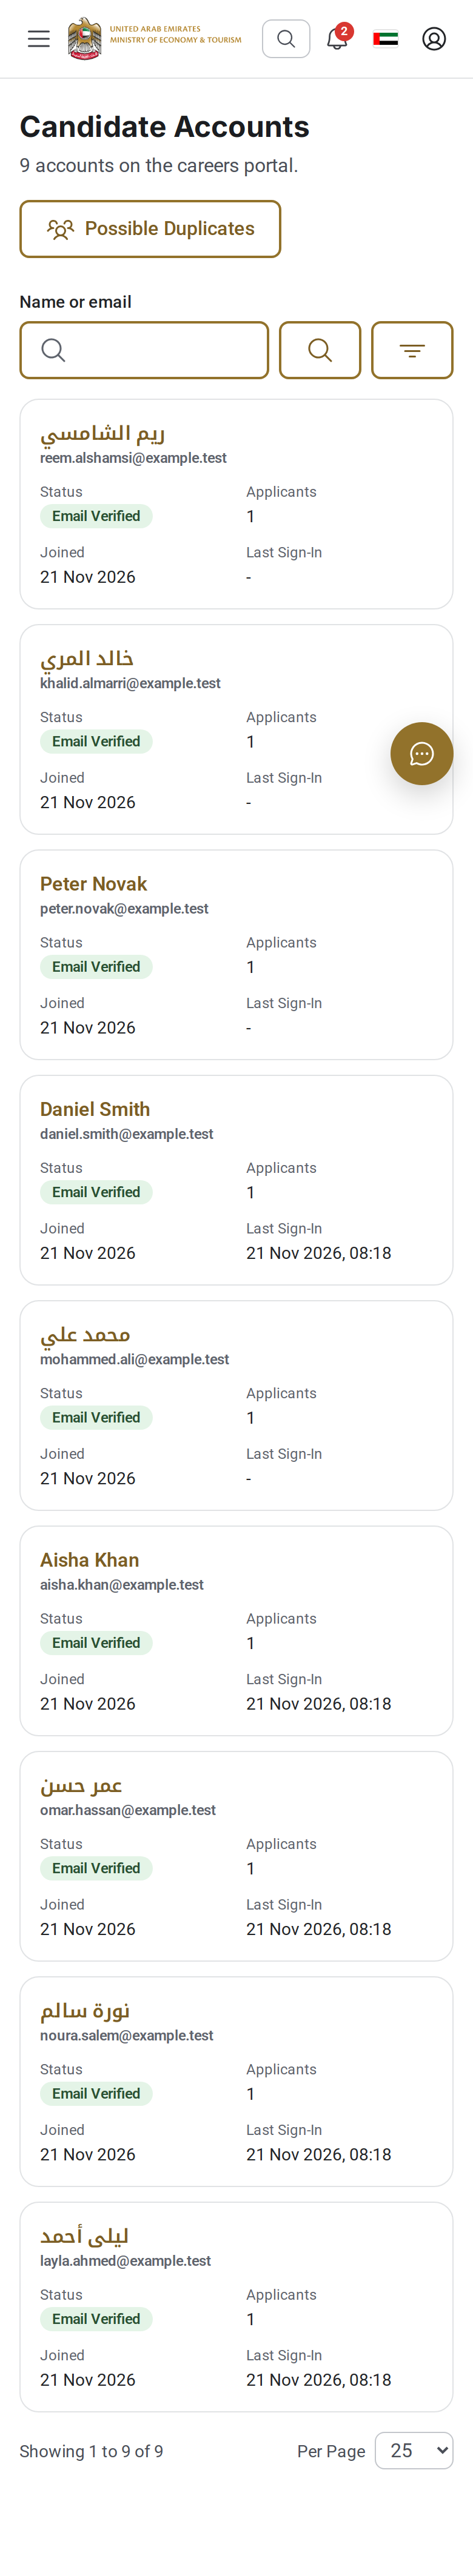 UNITED ARAB EMIRATES
MINISTRY OF ECONOMY & TOURISM
2
Candidate Accounts
9 accounts on the careers portal.
Possible Duplicates
Name or email
ريم الشامسي
reem.alshamsi@example.test
Status Applicants
Email Verified 1
Joined Last Sign-In
21 Nov 2026 -
خالد المري
khalid.almarri@example.test
Status Applicants
Email Verified 1
Joined Last Sign-In
21 Nov 2026 -
Peter Novak
peter.novak@example.test
Status Applicants
Email Verified 1
Joined Last Sign-In
21 Nov 2026 -
Daniel Smith
daniel.smith@example.test
Status Applicants
Email Verified 1
Joined Last Sign-In
21 Nov 2026 21 Nov 2026, 08:18
محمد علي
mohammed.ali@example.test
Status Applicants
Email Verified 1
Joined Last Sign-In
21 Nov 2026 -
Aisha Khan
aisha.khan@example.test
Status Applicants
Email Verified 1
Joined Last Sign-In
21 Nov 2026 21 Nov 2026, 08:18
عمر حسن
omar.hassan@example.test
Status Applicants
Email Verified 1
Joined Last Sign-In
21 Nov 2026 21 Nov 2026, 08:18
نورة سالم
noura.salem@example.test
Status Applicants
Email Verified 1
Joined Last Sign-In
21 Nov 2026 21 Nov 2026, 08:18
ليلى أحمد
layla.ahmed@example.test
Status Applicants
Email Verified 1
Joined Last Sign-In
21 Nov 2026 21 Nov 2026, 08:18
Showing 1 to 9 of 9 Per Page 25